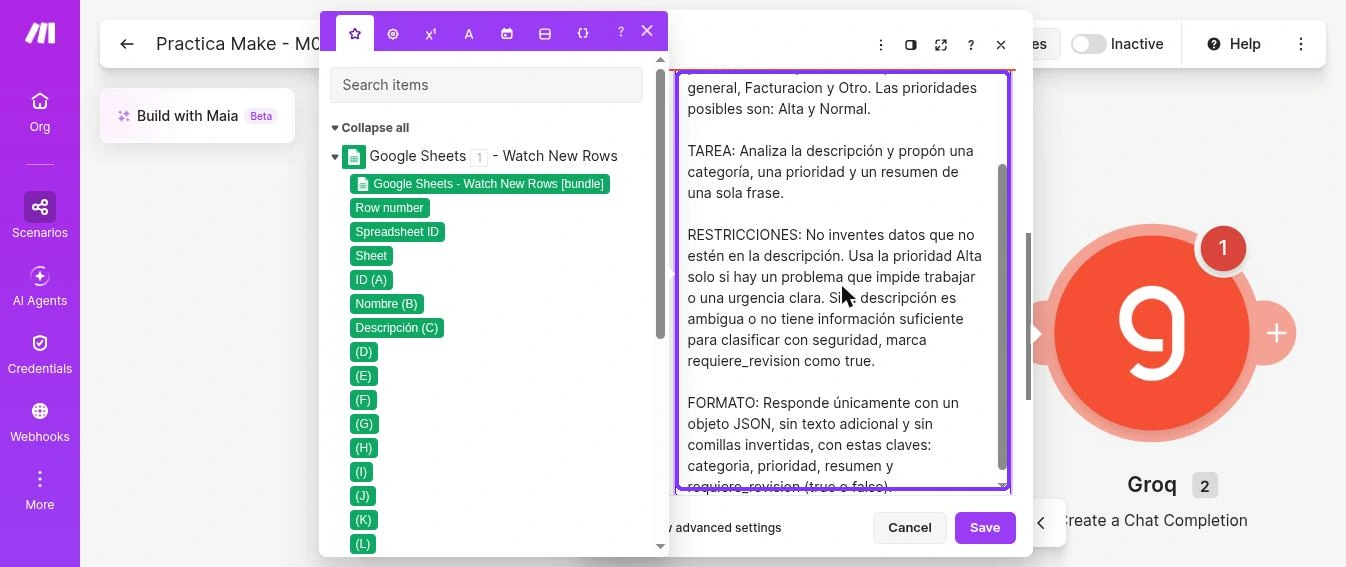 Practica Make - M0
es
Inactive
Help
?
?
Search items
Build with Maia Beta
Collapse all
Google Sheets 1 - Watch New Rows
Google Sheets - Watch New Rows [bundle]
Row number
Spreadsheet ID
Sheet
ID (A)
Nombre (B)
Descripción (C)
(D)
(E)
(F)
(G)
(H)
(I)
(J)
(K)
(L)
general, Facturacion y Otro. Las prioridades
posibles son: Alta y Normal.
TAREA: Analiza la descripción y propón una
categoría, una prioridad y un resumen de
una sola frase.
RESTRICCIONES: No inventes datos que no
estén en la descripción. Usa la prioridad Alta
solo si hay un problema que impide trabajar
o una urgencia clara. Si descripción es
ambigua o no tiene información suficiente
para clasificar con seguridad, marca
requiere_revision como true.
FORMATO: Responde únicamente con un
objeto JSON, sin texto adicional y sin
comillas invertidas, con estas claves:
categoria, prioridad, resumen y
requiere_revision (true o false).
advanced settings
Cancel
Save
Org
Scenarios
AI Agents
Credentials
Webhooks
More
1
Groq 2
Create a Chat Completion